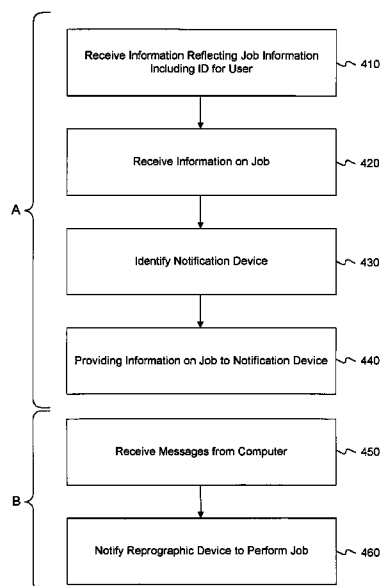 Receive Information Reflecting Job Information
Including ID for User
410
Receive Information on Job
420
A
Identify Notification Device
430
Providing Information on Job to Notification Device
440
Receive Messages from Computer
450
B
Notify Reprographic Device to Perform Job
460